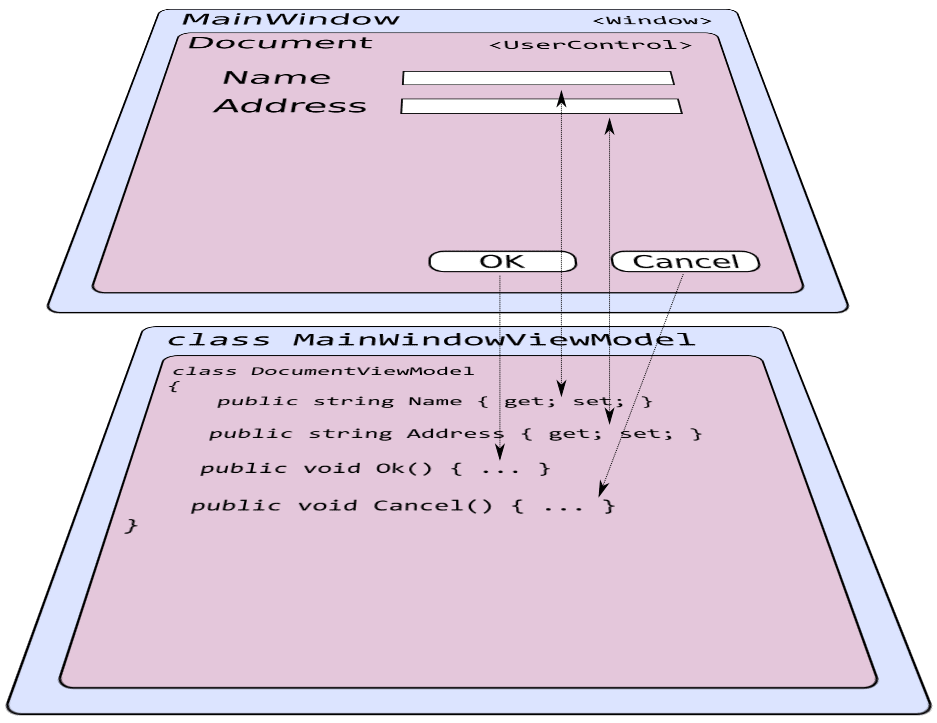 MainWindow <Window>
Document <UserControl>
Name
Address
OK Cancel
class MainWindowViewModel
class DocumentViewModel
{
public string Name { get; set; }
public string Address { get; set; }
public void Ok() { ... }
public void Cancel() { ... }
}